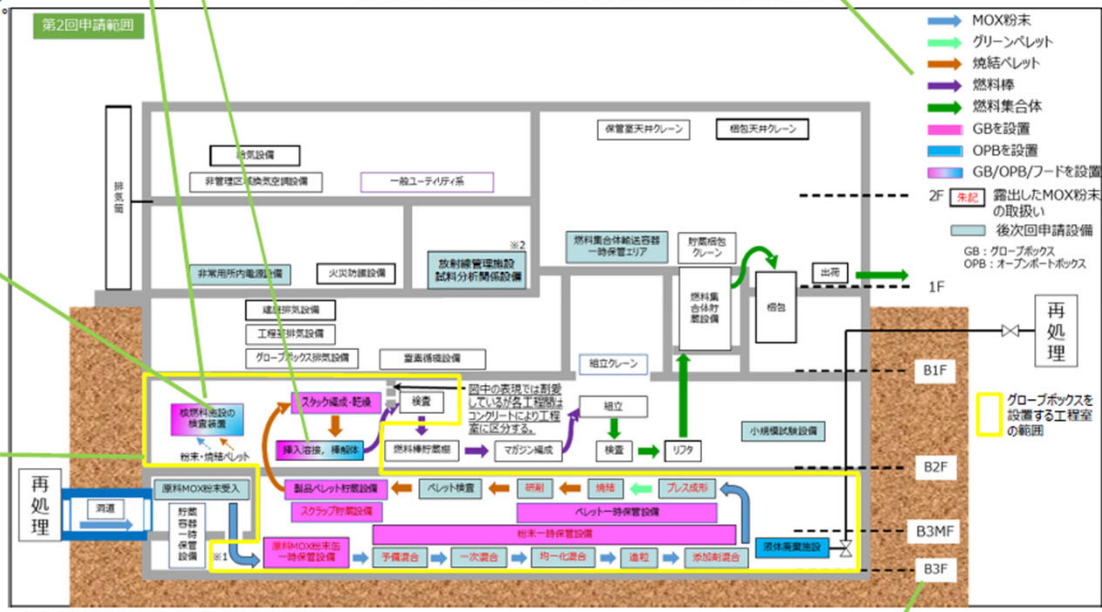 第2回申請範囲
MOX粉末
グリーンペレット
焼結ペレット
燃料棒
燃料集合体
GBを設置
OPBを設置
GB/OPB/フードを設置
朱記
露出したMOX粉末
の取扱い
後次回申請設備
GB:グローブボックス
OPB:オープンポートボックス
保管室天井クレーン
梱包天井クレーン
給気設備
非管理区域換気空調設備
一般ユーティリティ系
排気筒
2F
※2
放射線管理施設
試料分析関係設備
燃料集合体輸送容器
一時保管エリア
貯蔵梱包
クレーン
非常用所内電源設備
火災防護設備
出荷
1F
燃料集
合体貯
蔵設備
梱包
再処理
建屋排気設備
工程室排気設備
グローブボックス排気設備
窒素循環設備
組立クレーン
B1F
図中の表現では割愛
しているが各工程間は
コンクリートにより工程
室に区分する。
グローブボックスを
設置する工程室
の範囲
核燃料施設の
検査装置
粉末・焼結ペレット
スタック編成・乾燥
検査
組立
小規模試験設備
挿入溶接,棒解体
燃料棒貯蔵棚
マガジン編成
検査
リフタ
B2F
再処理
洞道
原料MOX粉末受入
貯蔵
容器
一時
保管
設備
製品ペレット貯蔵設備
ペレット検査
研削
焼結
プレス成形
スクラップ貯蔵設備
ペレット一時保管設備
粉末一時保管設備
B3MF
※1
原料MOX粉末缶
一時保管設備
予備混合
一次混合
均一化混合
造粒
添加剤混合
液体廃棄施設
B3F